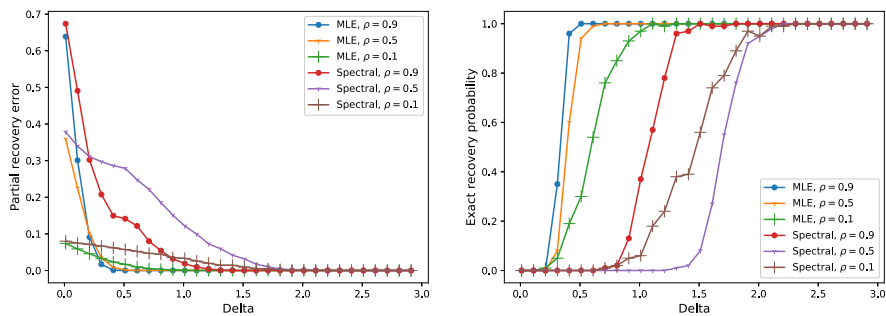 0.7
0.6
0.5
0.4
0.3
0.2
0.1
0.0
Partial recovery error
0.0
0.5
1.0
1.5
2.0
2.5
3.0
Delta
MLE, ρ = 0.9
MLE, ρ = 0.5
MLE, ρ = 0.1
Spectral, ρ = 0.9
Spectral, ρ = 0.5
Spectral, ρ = 0.1
1.0
0.8
0.6
0.4
0.2
0.0
Exact recovery probability
0.0
0.5
1.0
1.5
2.0
2.5
3.0
Delta
MLE, ρ = 0.9
MLE, ρ = 0.5
MLE, ρ = 0.1
Spectral, ρ = 0.9
Spectral, ρ = 0.5
Spectral, ρ = 0.1